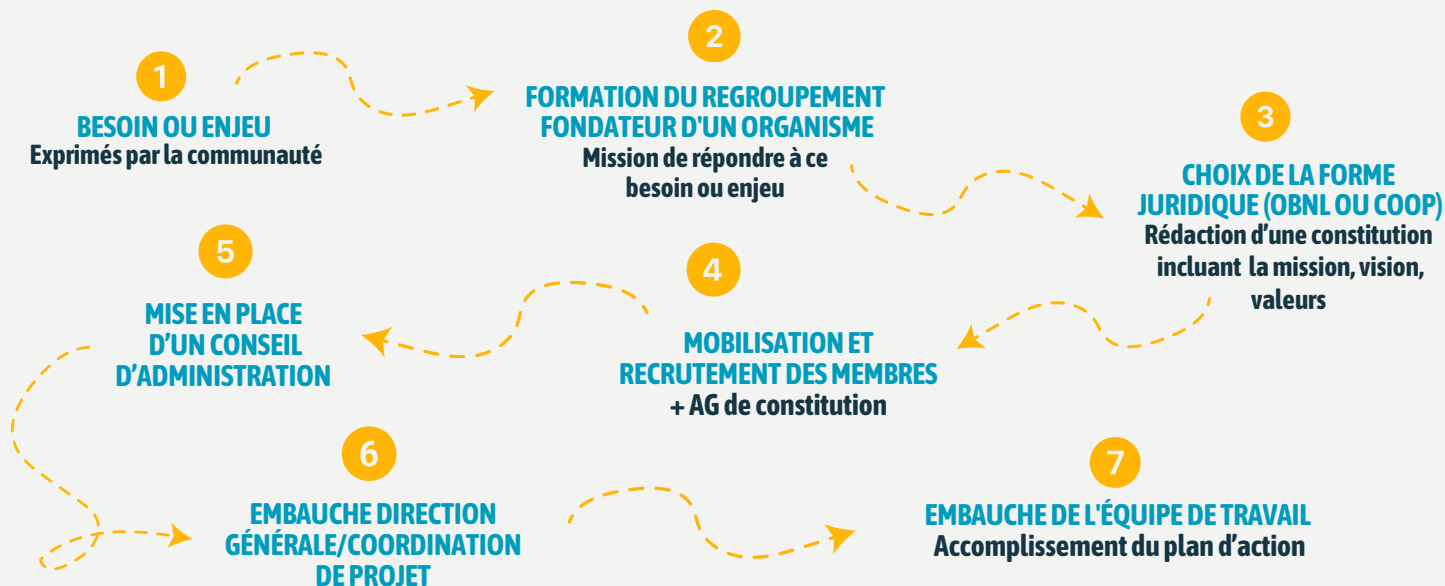 1
BESOIN OU ENJEU
Exprimés par la communauté
2
FORMATION DU REGROUPEMENT
FONDATEUR D'UN ORGANISME
Mission de répondre à ce
besoin ou enjeu
3
CHOIX DE LA FORME
JURIDIQUE (OBNL OU COOP)
Rédaction d’une constitution
incluant la mission, vision,
valeurs
4
MOBILISATION ET
RECRUTEMENT DES MEMBRES
+ AG de constitution
5
MISE EN PLACE
D’UN CONSEIL
D’ADMINISTRATION
6
EMBAUCHE DIRECTION
GÉNÉRALE/COORDINATION
DE PROJET
7
EMBAUCHE DE L'ÉQUIPE DE TRAVAIL
Accomplissement du plan d’action